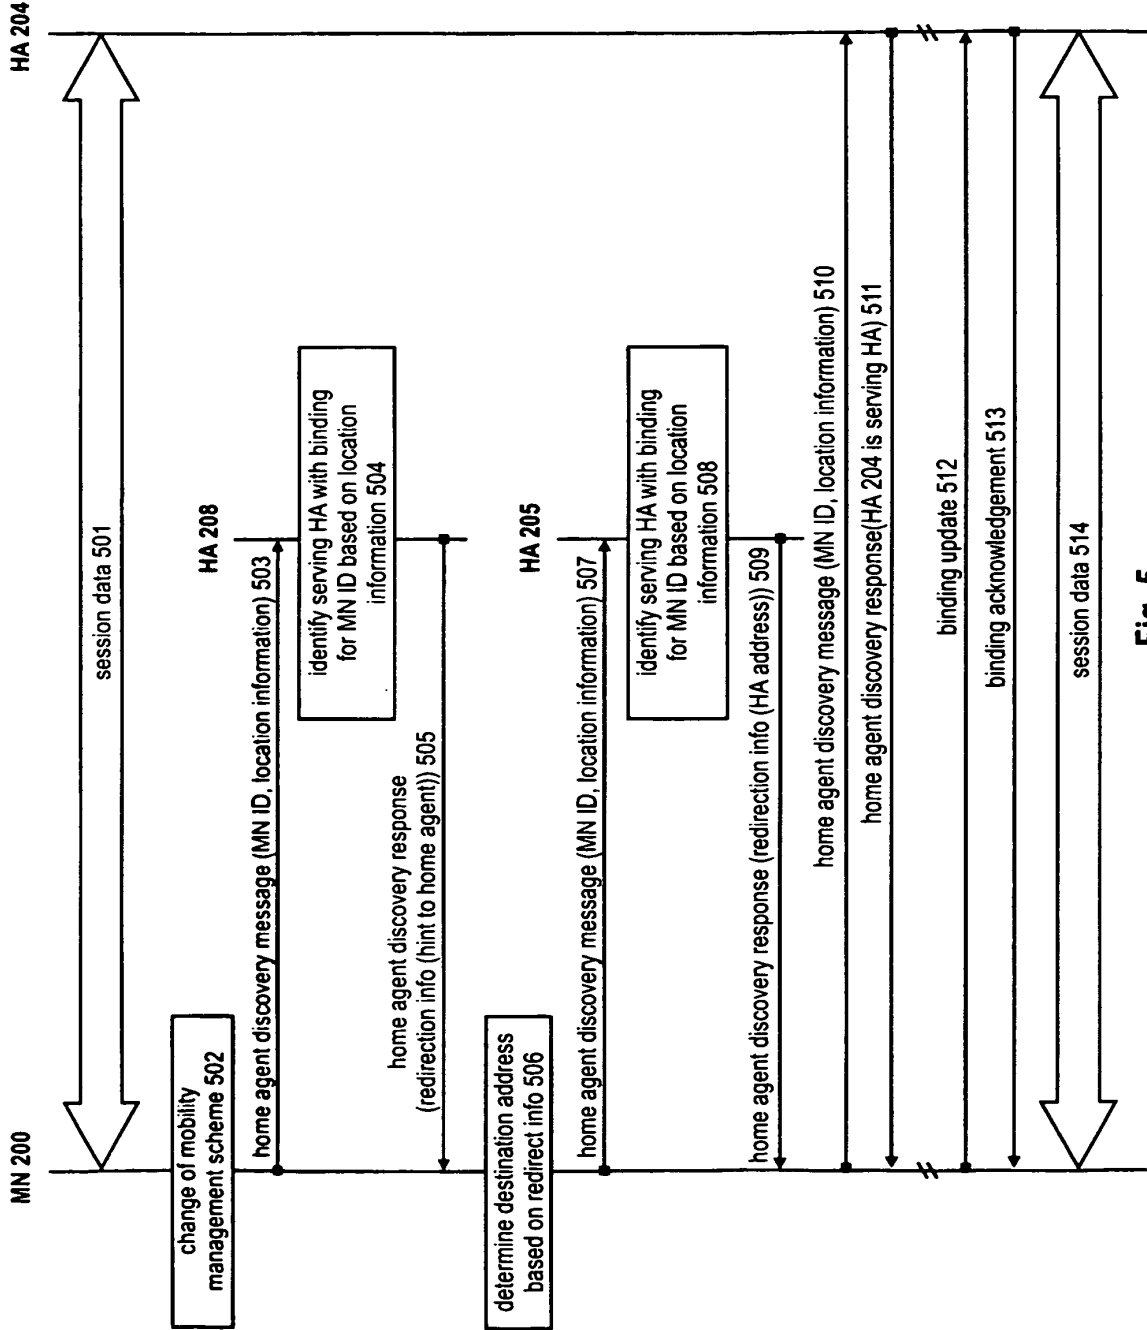 MN 200
HA 204
session data 501
change of mobility
management scheme 502
HA 208
home agent discovery message (MN ID, location information) 503
identify serving HA with binding
for MN ID based on location
information 504
home agent discovery response
(redirection info (hint to home agent)) 505
determine destination address
based on redirect info 506
HA 205
home agent discovery message (MN ID, location information) 507
identify serving HA with binding
for MN ID based on location
information 508
home agent discovery response (redirection info (HA address)) 509
home agent discovery message (MN ID, location information) 510
home agent discovery response(HA 204 is serving HA) 511
binding update 512
binding acknowledgement 513
session data 514
Fig. 5